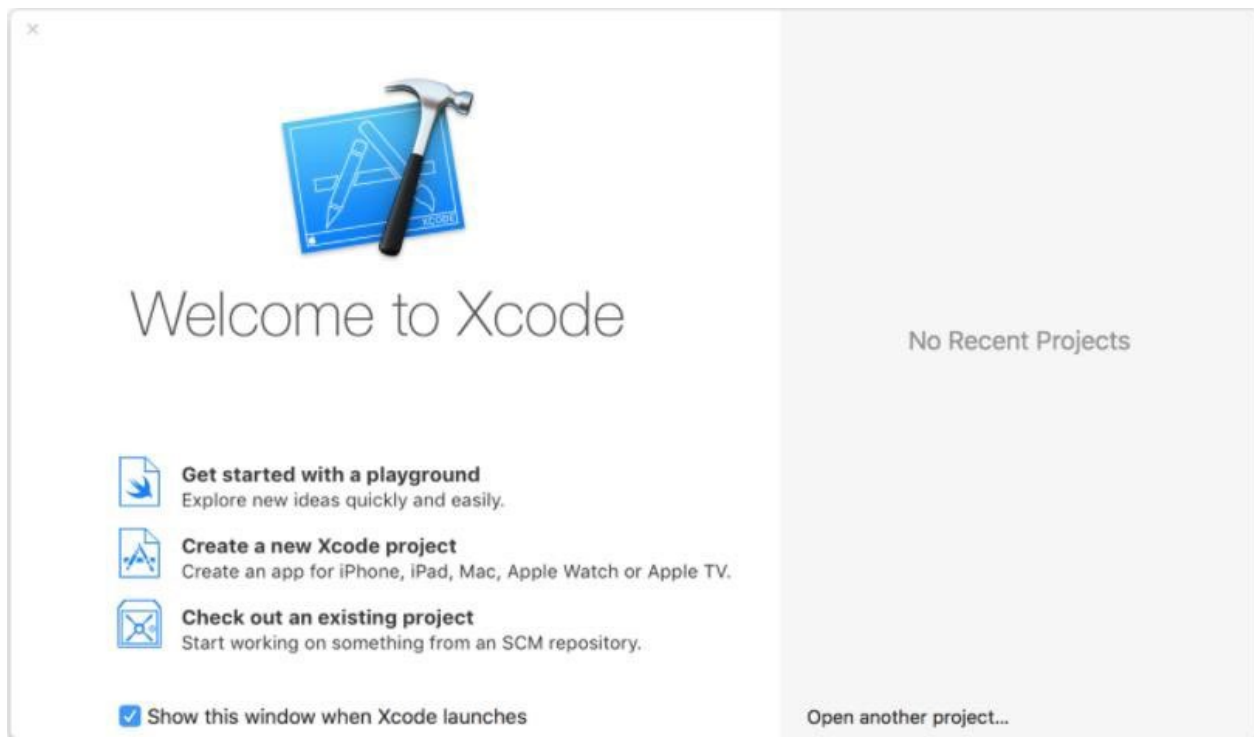 XCODE
Welcome to Xcode
No Recent Projects
Get started with a playground
Explore new ideas quickly and easily.
Create a new Xcode project
Create an app for iPhone, iPad, Mac, Apple Watch or Apple TV.
Check out an existing project
Start working on something from an SCM repository.
Show this window when Xcode launches
Open another project...